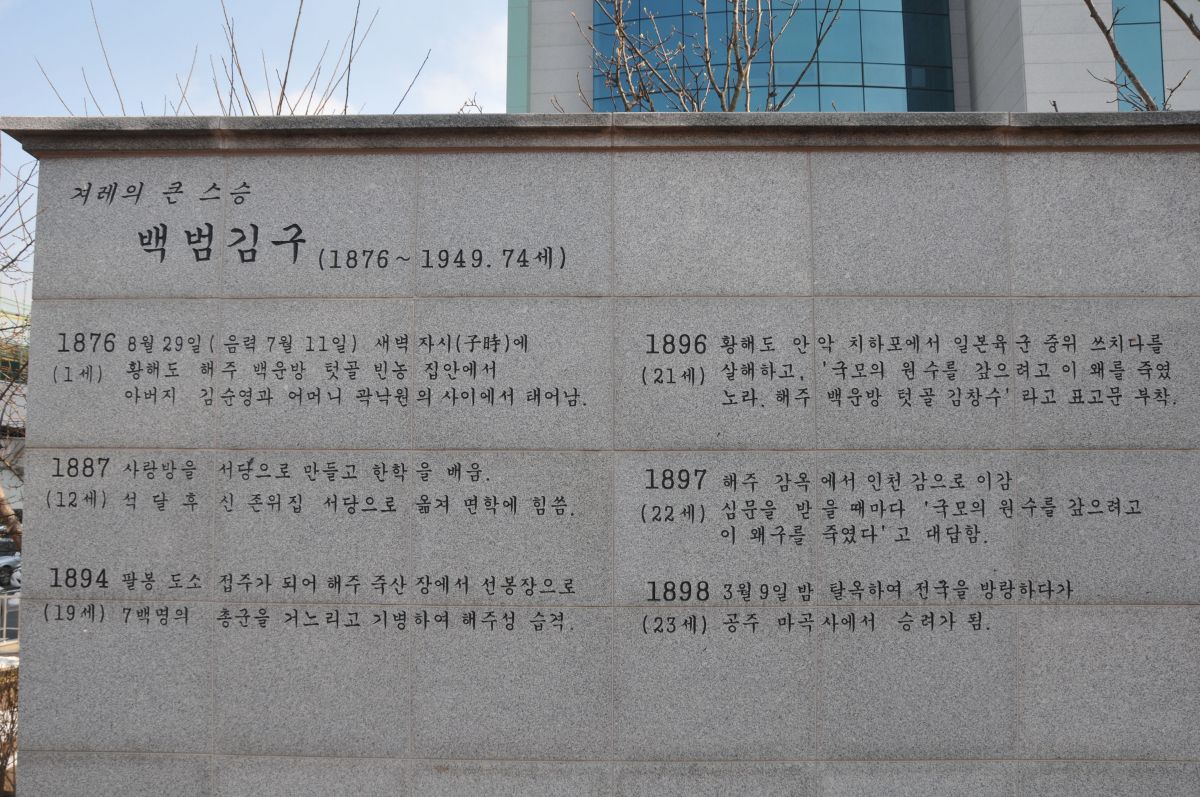 겨레의 큰 스승
백범김구 (1876~1949. 74세)
1876 8월 29일( 음력 7월 11일) 새벽 자시(子時)에
(1세) 황해도 해주 백운방 텃골 빈농 집안에서
아버지 김순영과 어머니 곽낙원의 사이에서 태어남.
1887 사랑방을 서당으로 만들고 한학을 배움.
(12세) 석 달 후 신 존위집 서당으로 옮겨 면학에 힘씀.
1894 팔봉 도소 접주가 되어 해주 죽산 장에서 선봉장으로
(19세) 7백명의 총군을 거느리고 기병하여 해주성 습격.
1896 황해도 안악 치하포에서 일본육군 중위 쓰치다를
(21세) 살해하고, '국모의 원수를 갚으려고 이 왜를 죽였
노라. 해주 백운방 텃골 김창수' 라고 표고문 부착.
1897 해주 감옥에서 인천감으로 이감
(22세) 심문을 받을 때마다 '국모의 원수를 갚으려고
이 왜구를 죽였다'고 대답함.
1898 3월 9일 밤 탈옥하여 전국을 방랑하다가
(23세) 공주 마곡사에서 승려가 됨.